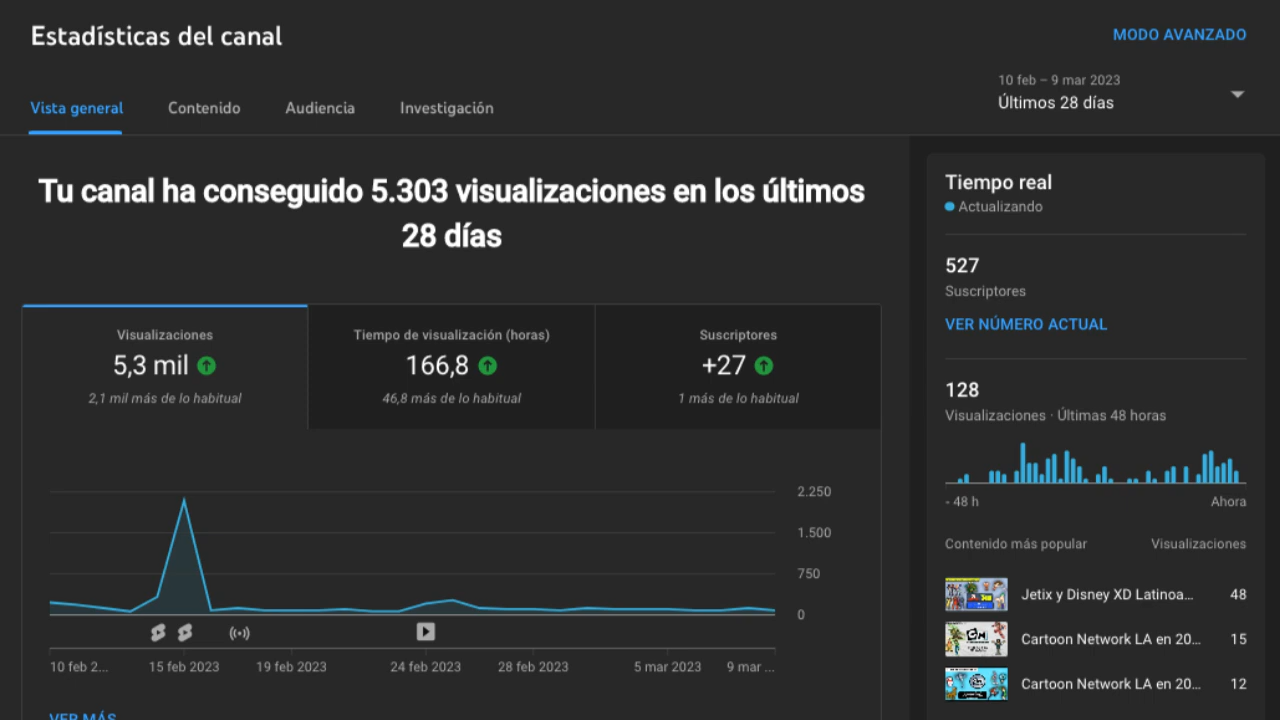 Estadísticas del canal
MODO AVANZADO
10 feb – 9 mar 2023
Últimos 28 días
Vista general
Contenido
Audiencia
Investigación
Tu canal ha conseguido 5.303 visualizaciones en los últimos
28 días
Visualizaciones
5,3 mil
2,1 mil más de lo habitual
Tiempo de visualización (horas)
166,8
46,8 más de lo habitual
Suscriptores
+27
1 más de lo habitual
2.250
1.500
750
0
10 feb 2...
15 feb 2023
19 feb 2023
24 feb 2023
28 feb 2023
5 mar 2023
9 mar ...
VER MÁS
Tiempo real
Actualizando
527
Suscriptores
VER NÚMERO ACTUAL
128
Visualizaciones · Últimas 48 horas
- 48 h
Ahora
Contenido más popular
Visualizaciones
Jetix y Disney XD Latinoa...
48
Cartoon Network LA en 20...
15
Cartoon Network LA en 20...
12